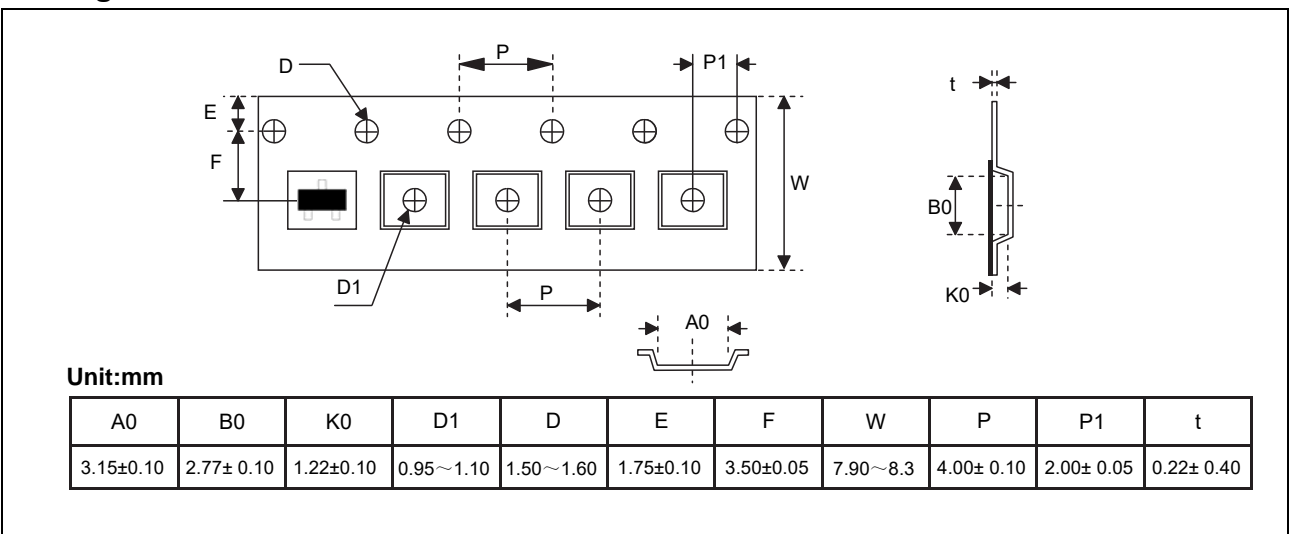 P
D
P1
t
E
F
W
B0
D1
P
K0
A0
Unit:mm
A0 B0 K0 D1 D E F W P P1 t
3.15±0.10 2.77± 0.10 1.22±0.10 0.95～1.10 1.50～1.60 1.75±0.10 3.50±0.05 7.90～8.3 4.00± 0.10 2.00± 0.05 0.22± 0.40